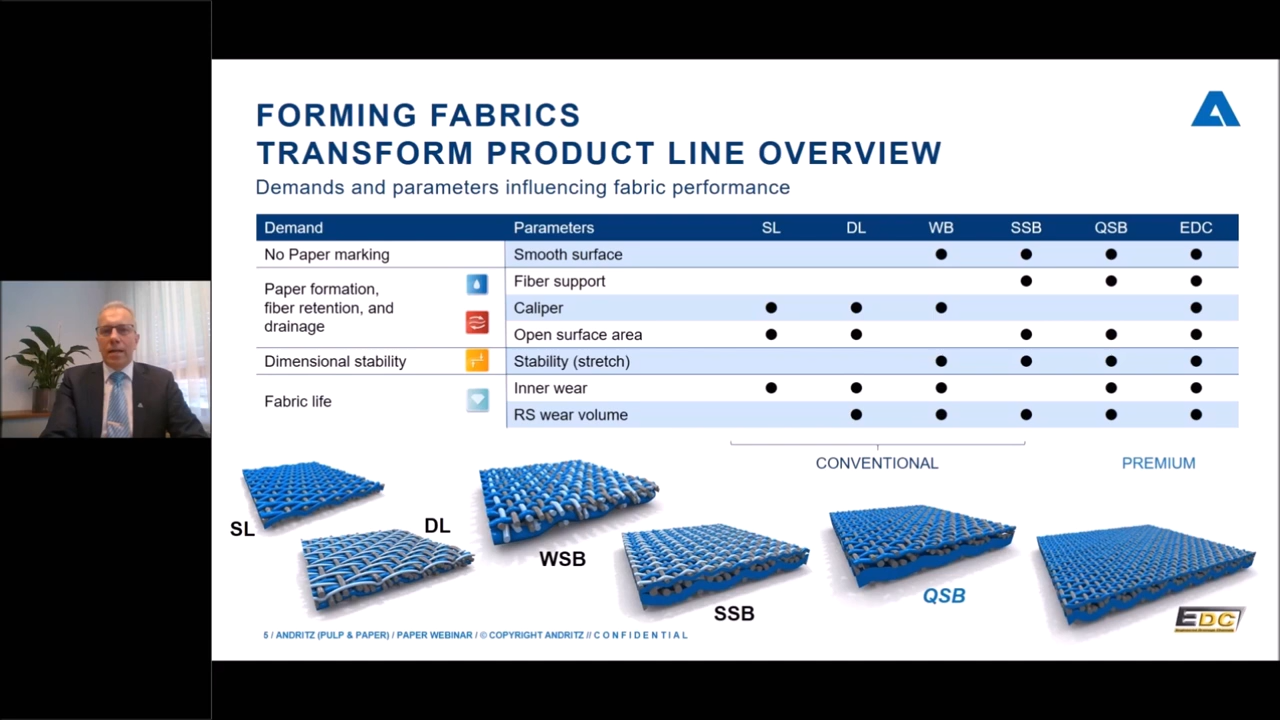 FORMING FABRICS
TRANSFORM PRODUCT LINE OVERVIEW
Demands and parameters influencing fabric performance
Demand Parameters SL DL WB SSB QSB EDC
No Paper marking Smooth surface ● ● ● ●
Paper formation,
fiber retention, and
drainage
Fiber support ● ● ●
Caliper ● ● ● ●
Open surface area ● ● ● ● ●
Dimensional stability Stability (stretch) ● ● ● ●
Fabric life
Inner wear ● ● ● ● ●
RS wear volume ● ● ● ● ●
CONVENTIONAL PREMIUM
SL
DL
WSB
SSB
QSB
EDC
5 / ANDRITZ (PULP & PAPER) / PAPER WEBINAR / © COPYRIGHT ANDRITZ // C O N F I D E N T I A L